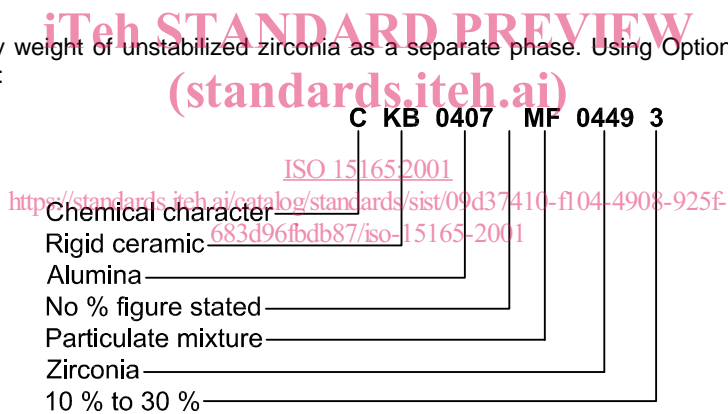 iTeh STANDARD PREVIEW
y weight of unstabilized zirconia as a separate phase. Using Option
:
(standards.iteh.ai)
C KB 0407 MF 0449 3
ISO 15165:2001
https://standards.iteh.ai/catalog/standards/sist/09d37410-f104-4908-925f-
Chemical character
683d96fbdb87/iso-15165-2001
Rigid ceramic
Alumina
No % figure stated
Particulate mixture
Zirconia
10 % to 30 %